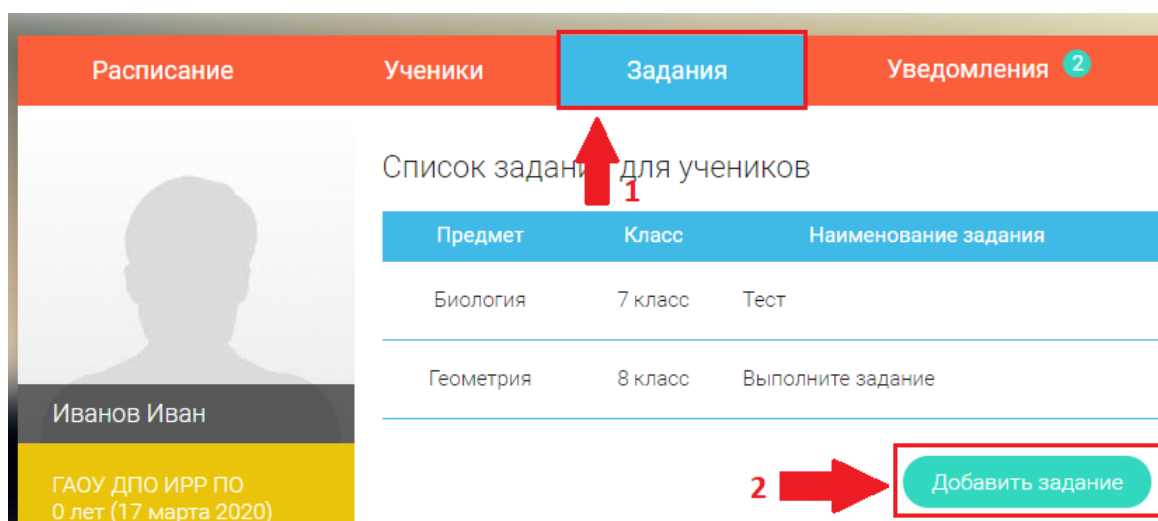 Расписание Ученики Задания Уведомления 2
Список заданий для учеников
1
Предмет Класс Наименование задания
Биология 7 класс Тест
Геометрия 8 класс Выполните задание
Иванов Иван
2 Добавить задание
ГАОУ ДПО ИРР ПО
0 лет (17 марта 2020)